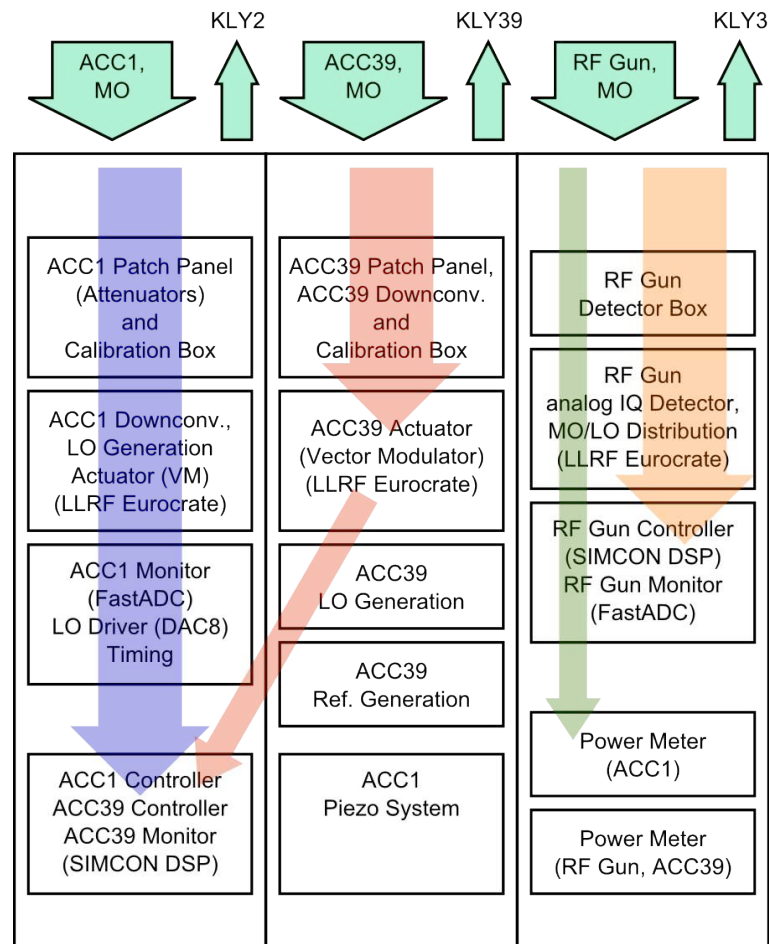 KLY2
KLY39
KLY3
ACC1,
MO
ACC39,
MO
RF Gun,
MO
ACC1 Patch Panel
(Attenuators)
and
Calibration Box
ACC1 Downconv.,
LO Generation
Actuator (VM)
(LLRF Eurocrate)
ACC1 Monitor
(FastADC)
LO Driver (DAC8)
Timing
ACC1 Controller
ACC39 Controller
ACC39 Monitor
(SIMCON DSP)
ACC39 Patch Panel,
ACC39 Downconv.
and
Calibration Box
ACC39 Actuator
(Vector Modulator)
(LLRF Eurocrate)
ACC39
LO Generation
ACC39
Ref. Generation
ACC1
Piezo System
RF Gun
Detector Box
RF Gun
analog IQ Detector,
MO/LO Distribution
(LLRF Eurocrate)
RF Gun Controller
(SIMCON DSP)
RF Gun Monitor
(FastADC)
Power Meter
(ACC1)
Power Meter
(RF Gun, ACC39)